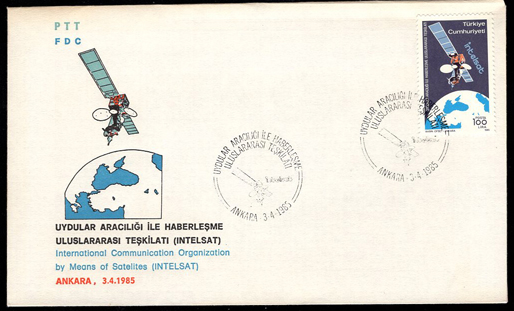 PTT
FDC
Türkiye
Cumhuriyeti
intelsat
100
LİRA
UYDULAR ARACILIĞI İLE HABERLEŞME
ULUSLARARASI TEŞKİLATI
intelsat
ANKARA - 3.4.1985
UYDULAR ARACILIĞI İLE HABERLEŞME
ULUSLARARASI TEŞKİLATI
ANKARA - 3.4.1985
UYDULAR ARACILIĞI İLE HABERLEŞME
ULUSLARARASI TEŞKİLATI (INTELSAT)
International Communication Organization
by Means of Satelites (INTELSAT)
ANKARA, 3.4.1985